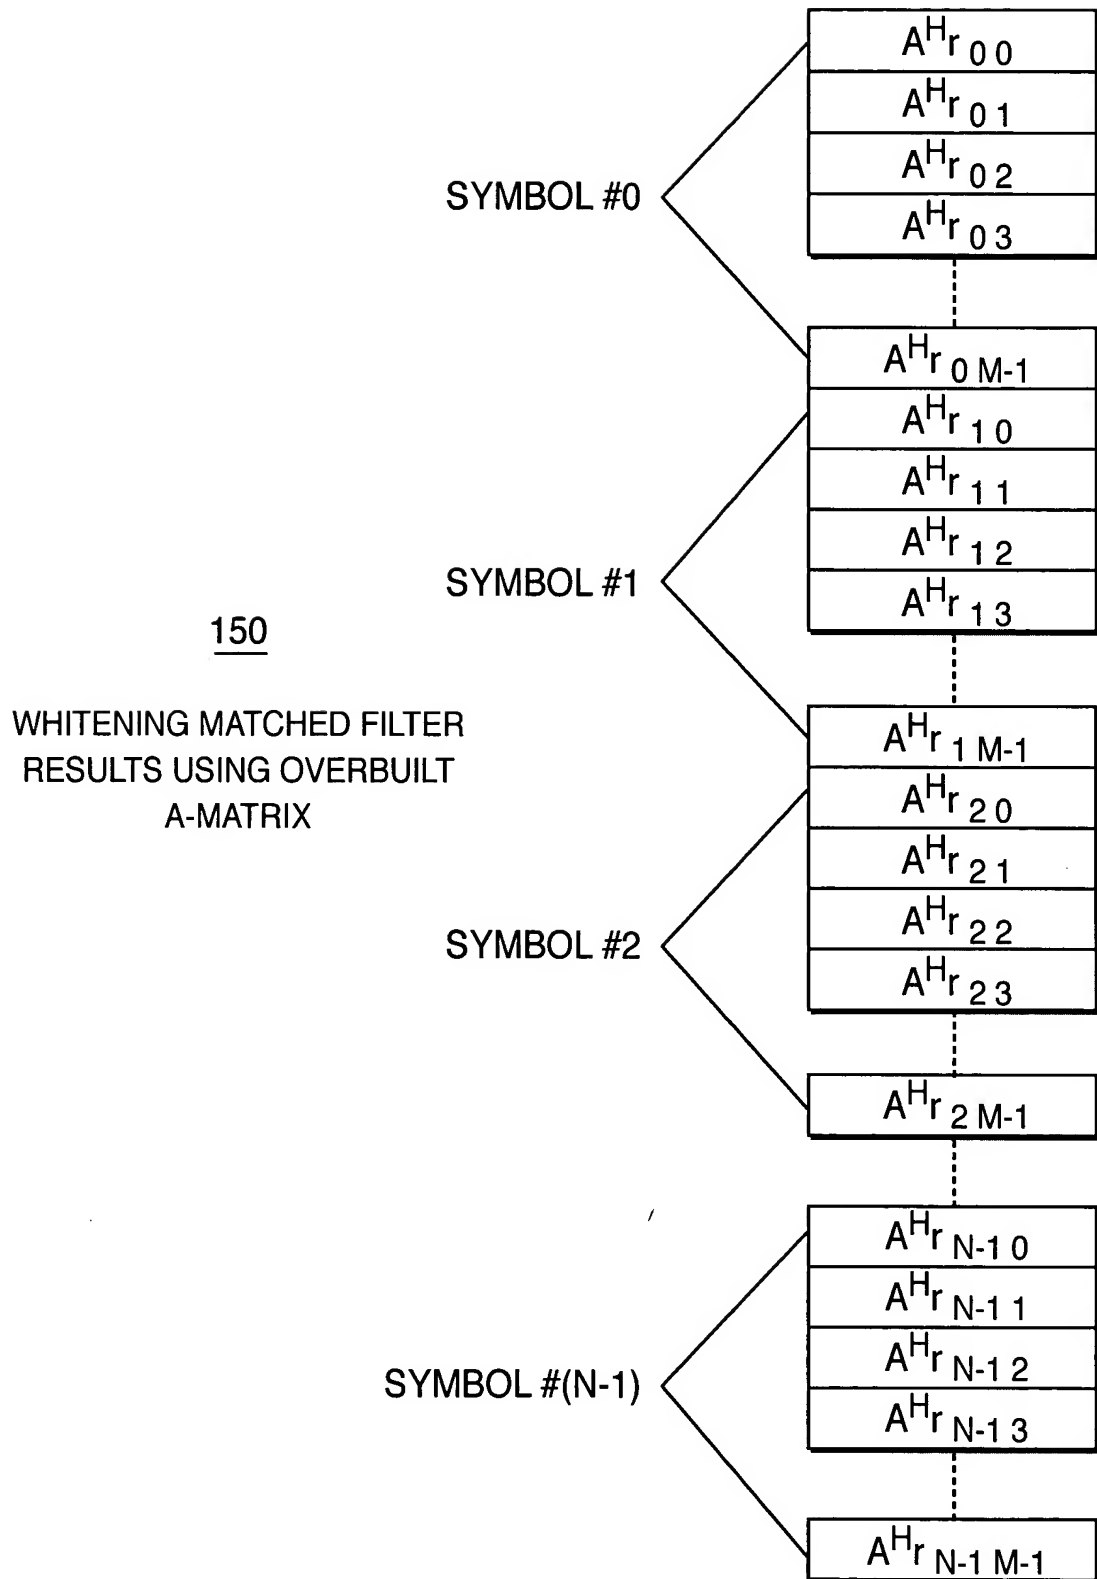 A^H r 0 0
A^H r 0 1
A^H r 0 2
SYMBOL #0
A^H r 0 3
A^H r 0 M-1
A^H r 1 0
A^H r 1 1
A^H r 1 2
SYMBOL #1
A^H r 1 3
150
WHITENING MATCHED FILTER
RESULTS USING OVERBUILT
A-MATRIX
A^H r 1 M-1
A^H r 2 0
A^H r 2 1
A^H r 2 2
SYMBOL #2
A^H r 2 3
A^H r 2 M-1
A^H r N-1 0
A^H r N-1 1
A^H r N-1 2
SYMBOL #(N-1)
A^H r N-1 3
A^H r N-1 M-1